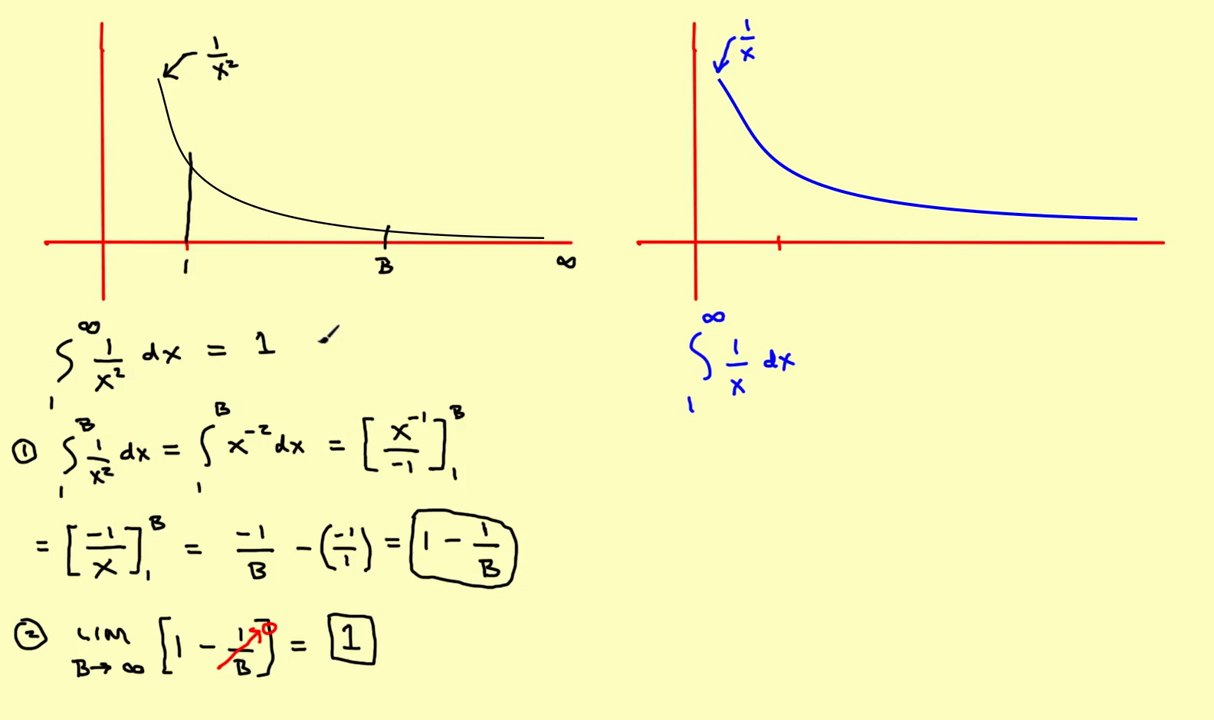 1/x²
1 B ∞
∫₁^∞ 1/x² dx = 1
① ∫₁^B 1/x² dx = ∫₁^B x⁻² dx = [x⁻¹/-1]₁^B
= [-1/x]₁^B = -1/B - (-1/1) = 1 - 1/B
② LIM B→∞ [1 - 1/B] = 1
0
1/x
∫₁^∞ 1/x dx